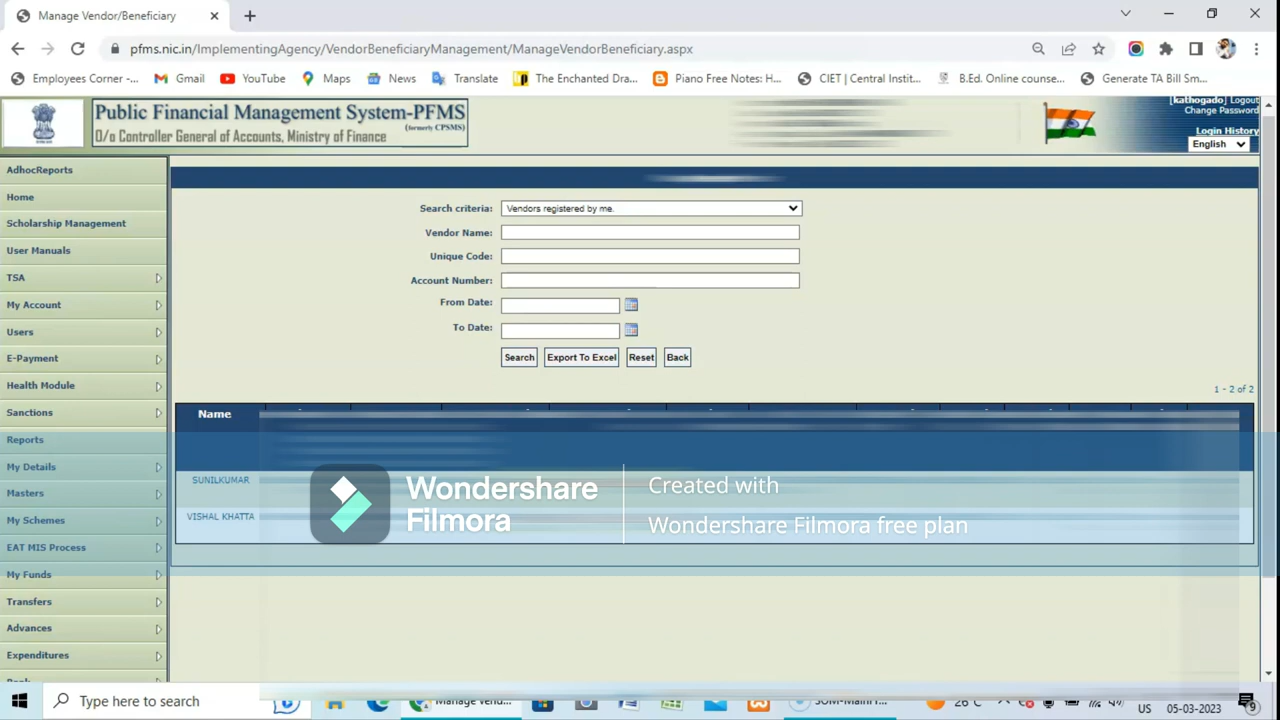 Manage Vendor/Beneficiary
pfms.nic.in/ImplementingAgency/VendorBeneficiaryManagement/ManageVendorBeneficiary.aspx
Employees Corner -... Gmail YouTube Maps News Translate The Enchanted Dra... Piano Free Notes: H... CIET | Central Instit... B.Ed. Online counse... Generate TA Bill Sm...
Public Financial Management System-PFMS
(formerly CPSMS)
O/o Controller General of Accounts, Ministry of Finance
[kathogado] Logout
Change Password
Login History
English
AdhocReports
Home
Scholarship Management
User Manuals
TSA
My Account
Users
E-Payment
Health Module
Sanctions
Reports
My Details
Masters
My Schemes
EAT MIS Process
My Funds
Transfers
Advances
Expenditures
Search criteria: Vendors registered by me.
Vendor Name:
Unique Code:
Account Number:
From Date:
To Date:
Search Export To Excel Reset Back
1 - 2 of 2
Name
SUNILKUMAR
VISHAL KHATTA
Wondershare
Filmora
Created with
Wondershare Filmora free plan
Type here to search
Manage Vend...
26°C
US 05-03-2023
9